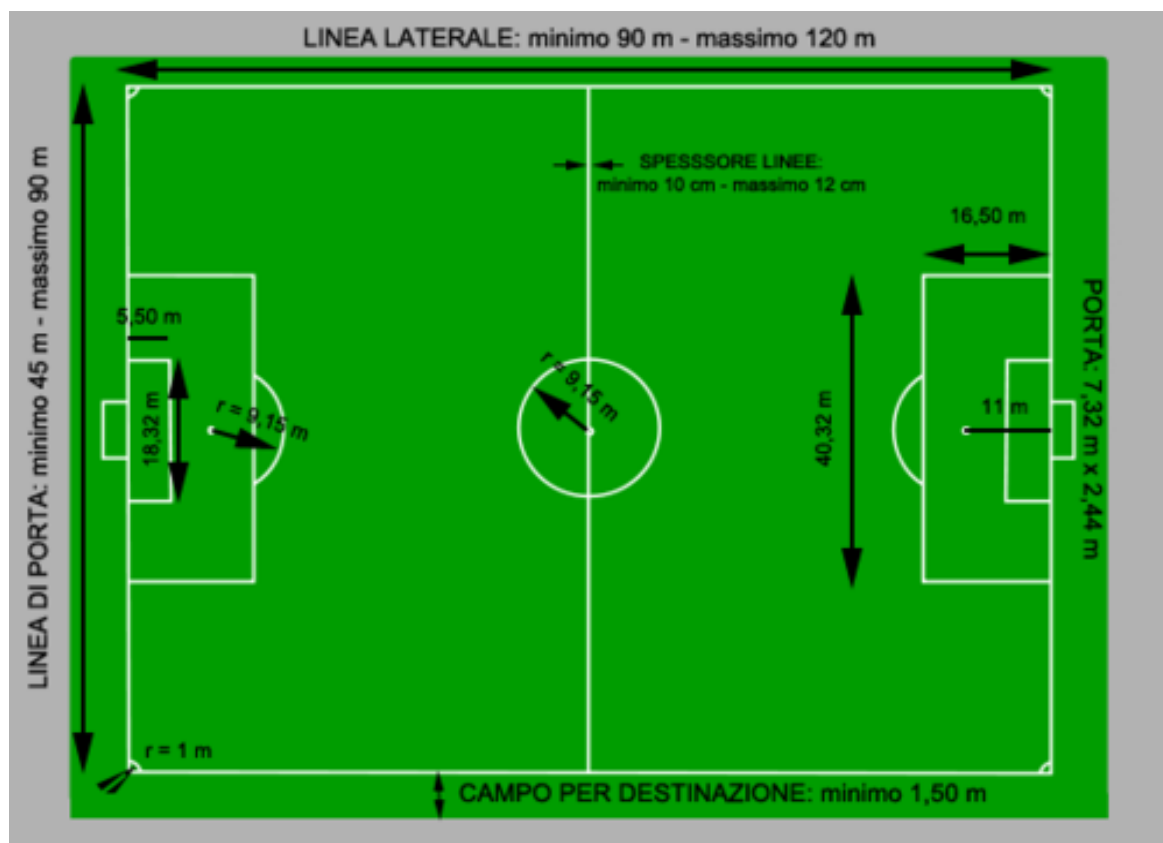 LINEA LATERALE: minimo 90 m - massimo 120 m
LINEA DI PORTA: minimo 45 m - massimo 90 m
SPESSSORE LINEE:
minimo 10 cm - massimo 12 cm
16,50 m
5,50 m
18,32 m
r = 9,15 m
r = 9,15 m
40,32 m
11 m
PORTA: 7,32 m x 2,44 m
r = 1 m
CAMPO PER DESTINAZIONE: minimo 1,50 m